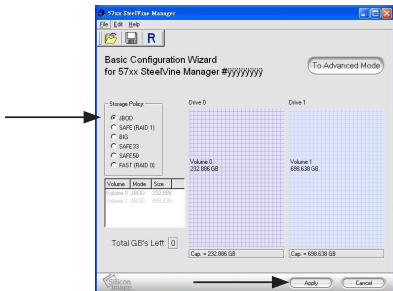 57xx SteelVine Manager
File Edit Help
R
Basic Configuration Wizard
for 57xx SteelVine Manager #ÿÿÿÿÿÿÿÿ
To Advanced Mode
Storage Policy:
JBOD
SAFE (RAID 1)
BIG
SAFE33
SAFE50
FAST (RAID 0)
Volume Mode Size
Volume 0 JBOD 232.886
Volume 1 JBOD 698.638
Total GB's Left: 0
Drive 0
Volume 0
232.886 GB
Cap. = 232.886 GB
Drive 1
Volume 1
698.638 GB
Cap. = 698.638 GB
Silicon Image
Apply
Cancel